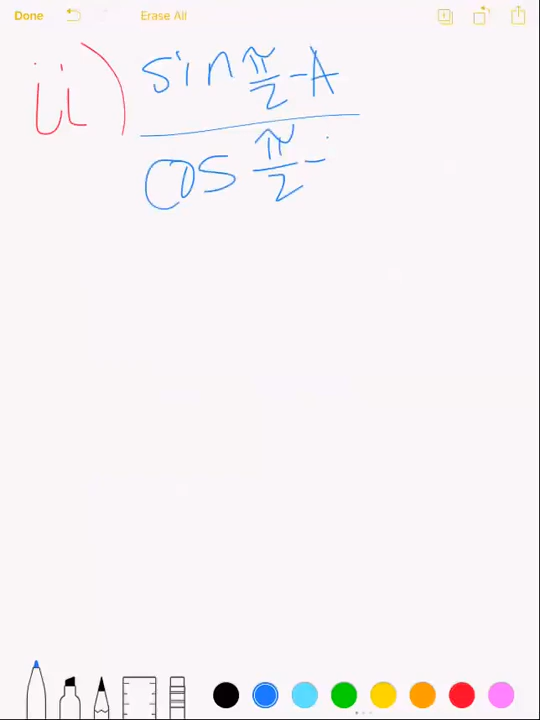 Done Erase All
ii) sin π/2 - A
cos π/2 -